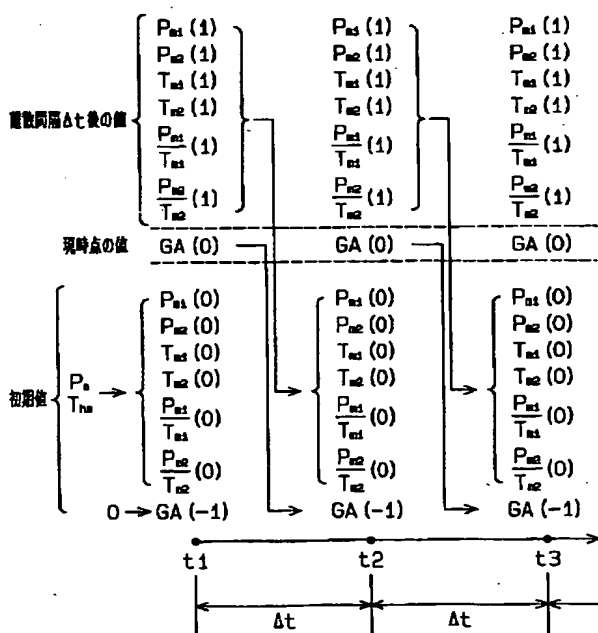 Pm1(1) Pm1(1) Pm1(1)
Pm2(1) Pm2(1) Pm2(1)
Tm1(1) Tm1(1) Tm1(1)
離散間隔Δt後の値 Tm2(1) Tm2(1) Tm2(1)
Pm1/Tm1(1) Pm1/Tm1(1) Pm1/Tm1(1)
Pm2/Tm2(1) Pm2/Tm2(1) Pm2/Tm2(1)
現時点の値 GA(0) GA(0) GA(0)
Pm1(0) Pm1(0) Pm1(0)
Pm2(0) Pm2(0) Pm2(0)
Tm1(0) Tm1(0) Tm1(0)
初期値 Pa Tha Tm2(0) Tm2(0) Tm2(0)
Pm1/Tm1(0) Pm1/Tm1(0) Pm1/Tm1(0)
Pm2/Tm2(0) Pm2/Tm2(0) Pm2/Tm2(0)
0→GA(-1) GA(-1) GA(-1)
t1 t2 t3
Δt Δt